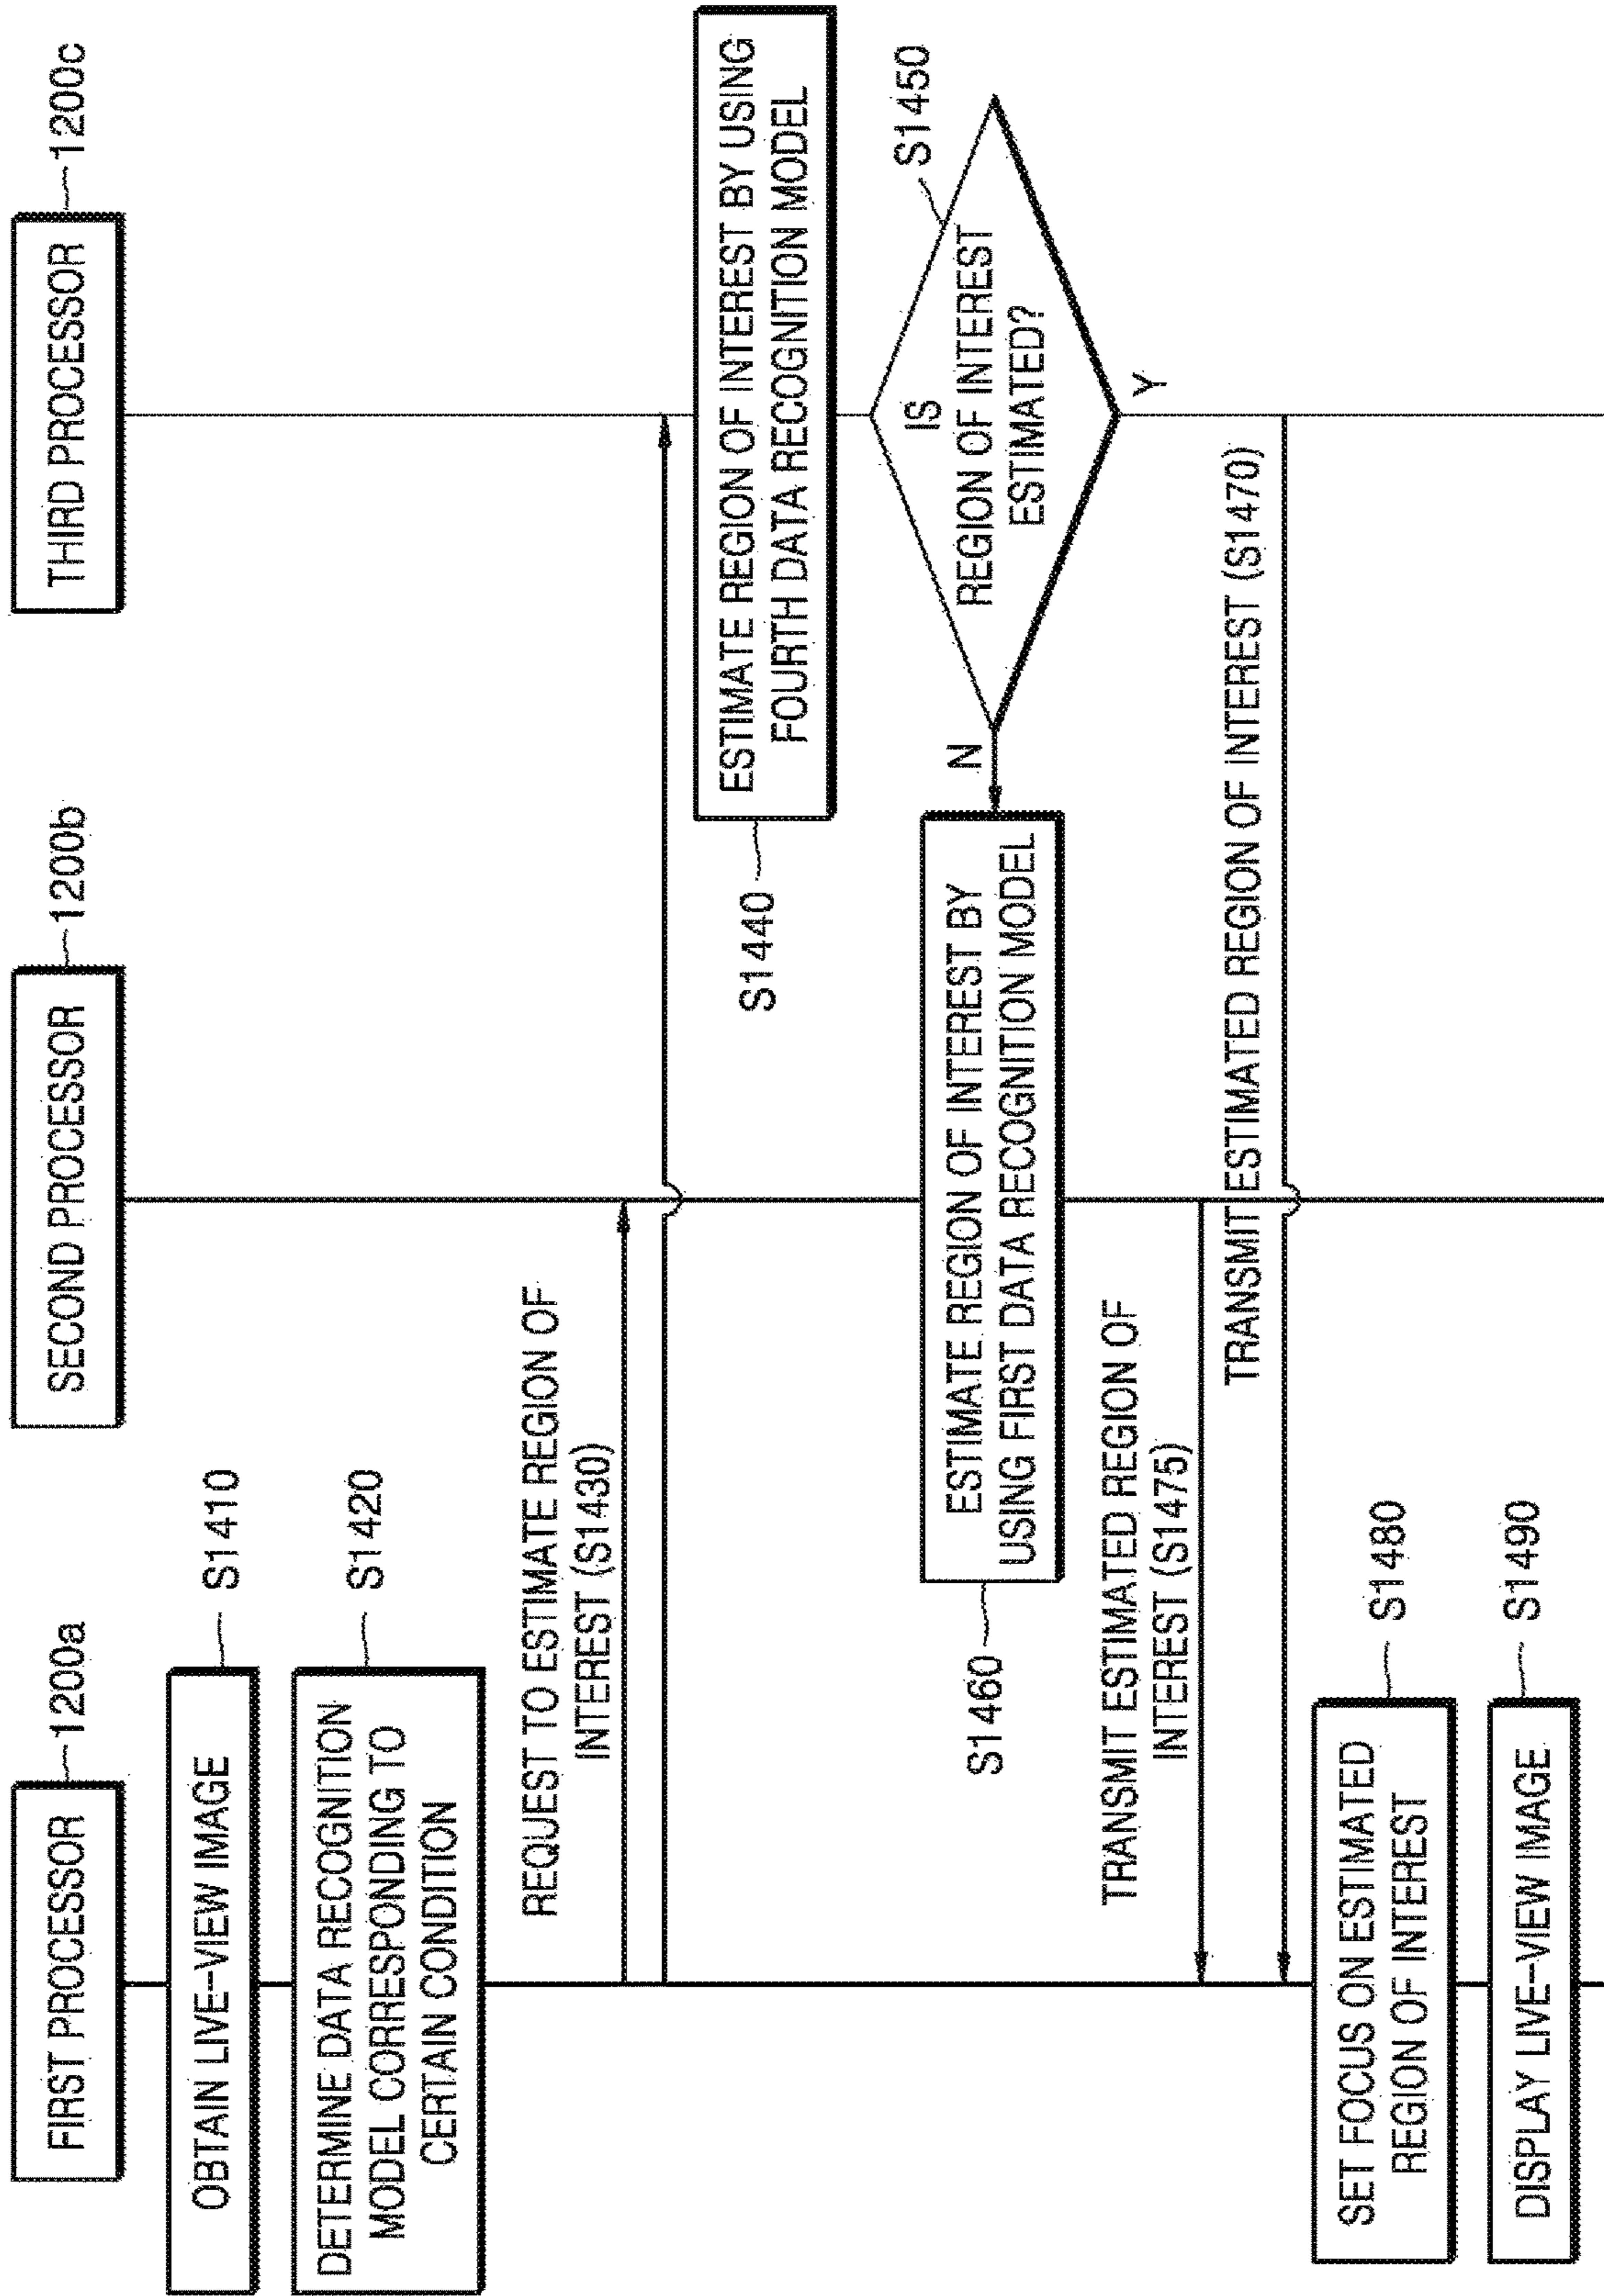 FIRST PROCESSOR
1200a
SECOND PROCESSOR
1200b
THIRD PROCESSOR
1200c
OBTAIN LIVE-VIEW IMAGE
S1410
DETERMINE DATA RECOGNITION
MODEL CORRESPONDING TO
CERTAIN CONDITION
S1420
REQUEST TO ESTIMATE REGION OF
INTEREST (S1430)
ESTIMATE REGION OF INTEREST BY USING
FOURTH DATA RECOGNITION MODEL
S1440
IS
REGION OF INTEREST
ESTIMATED?
S1450
N
Y
ESTIMATE REGION OF INTEREST BY
USING FIRST DATA RECOGNITION MODEL
S1460
TRANSMIT ESTIMATED REGION OF
INTEREST (S1475)
TRANSMIT ESTIMATED REGION OF INTEREST (S1470)
SET FOCUS ON ESTIMATED
REGION OF INTEREST
S1480
DISPLAY LIVE-VIEW IMAGE
S1490